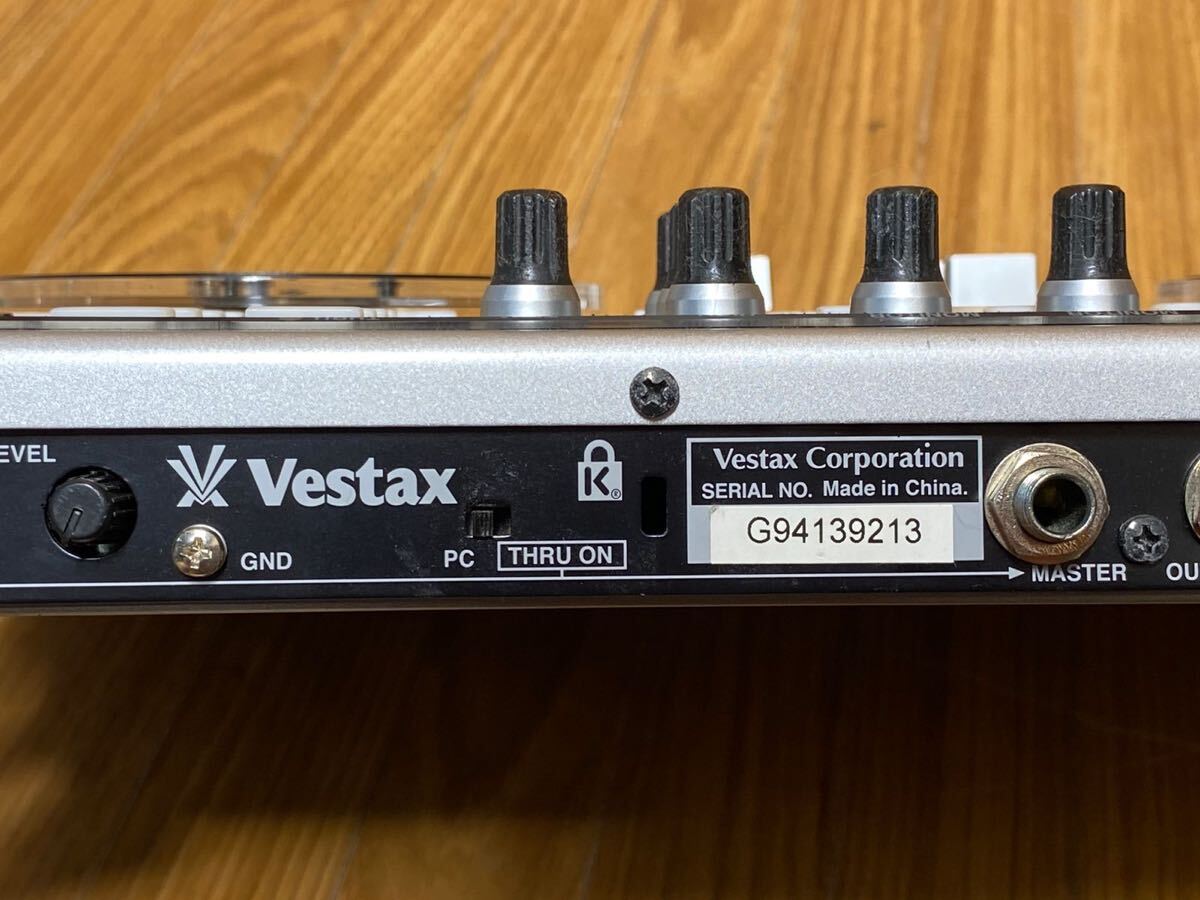 EVEL
Vestax
K®
Vestax Corporation
SERIAL NO. Made in China.
G94139213
GND
PC THRU ON
MASTER
OU